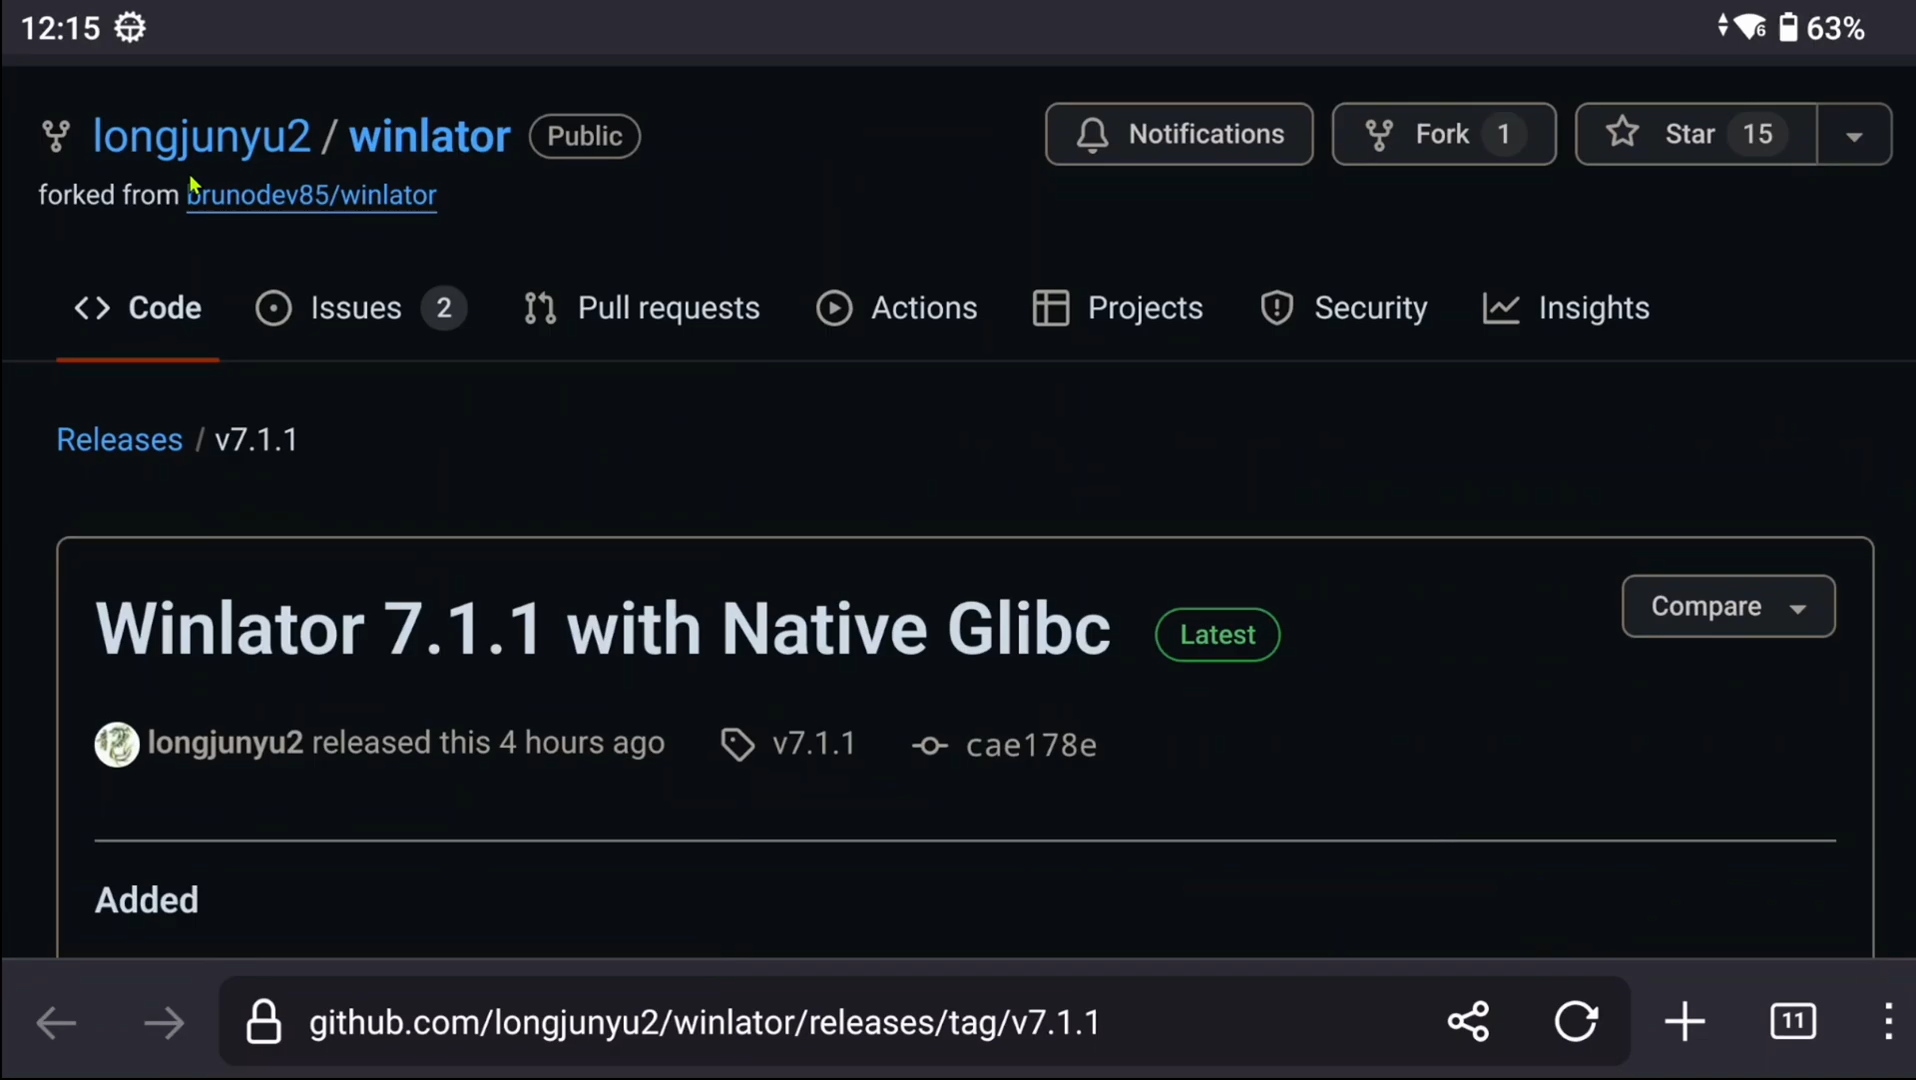 12:15
6 63%
longjunyu2 / winlator Public
Notifications Fork 1 Star 15
forked from brunodev85/winlator
Code Issues 2 Pull requests Actions Projects Security Insights
Releases / v7.1.1
Winlator 7.1.1 with Native Glibc Latest
Compare
longjunyu2 released this 4 hours ago v7.1.1 cae178e
Added
github.com/longjunyu2/winlator/releases/tag/v7.1.1
11